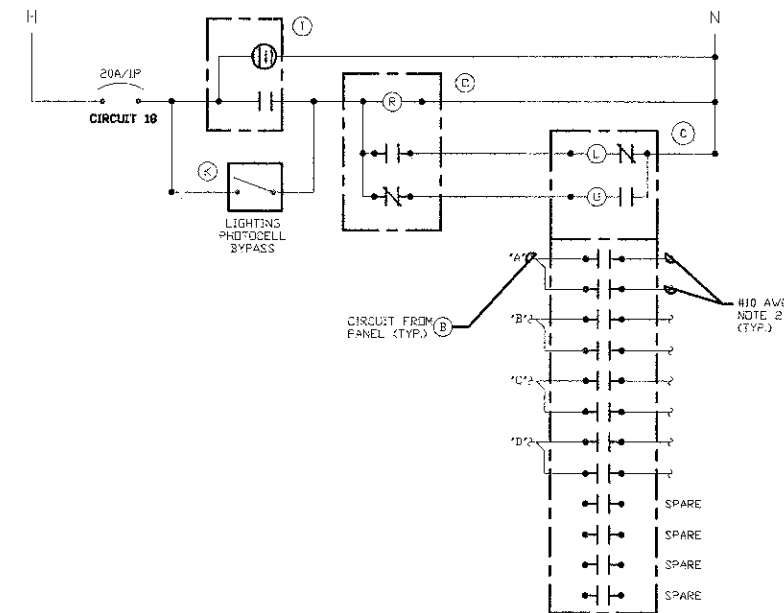 H
N
20A/1P
CIRCUIT 18
R
L
U
C
LIGHTING
PHOTOCELL
BYPASS
"A"
"B"
"C"
"D"
CIRCUIT FROM
PANEL (TYP.)
B
#10 AWG
NOTE 2
(TYP.)
SPARE
SPARE
SPARE
SPARE